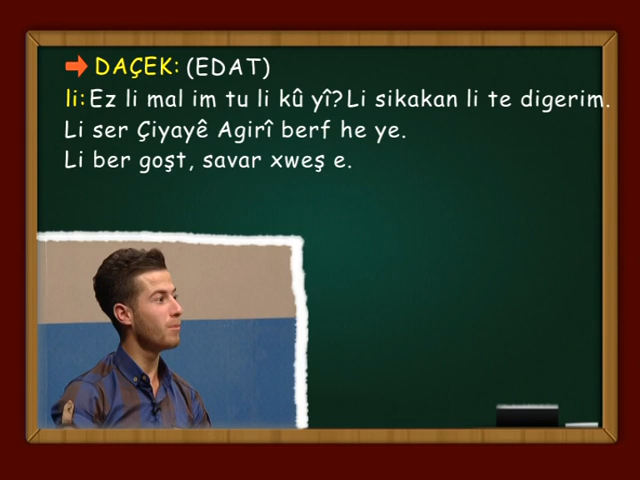 DAÇEK: (EDAT)
li: Ez li mal im tu li kû yî? Li sikakan li te digerim.
Li ser Çiyayê Agirî berf he ye.
Li ber goşt, savar xweş e.